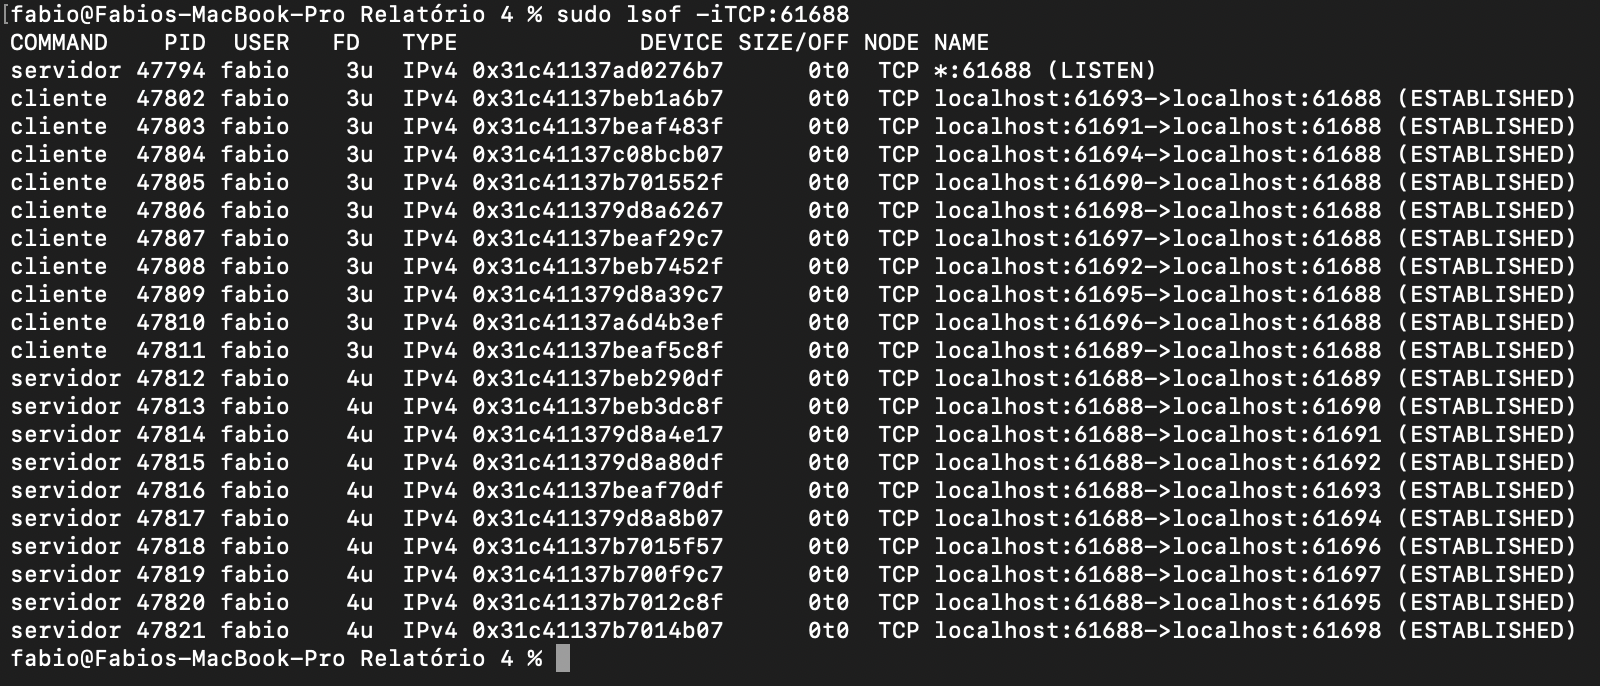 [fabio@Fabios-MacBook-Pro Relatório 4 % sudo lsof -iTCP:61688
COMMAND    PID  USER   FD   TYPE             DEVICE SIZE/OFF NODE NAME
servidor 47794 fabio    3u  IPv4 0x31c41137ad0276b7      0t0  TCP *:61688 (LISTEN)
cliente  47802 fabio    3u  IPv4 0x31c41137beb1a6b7      0t0  TCP localhost:61693->localhost:61688 (ESTABLISHED)
cliente  47803 fabio    3u  IPv4 0x31c41137beaf483f      0t0  TCP localhost:61691->localhost:61688 (ESTABLISHED)
cliente  47804 fabio    3u  IPv4 0x31c41137c08bcb07      0t0  TCP localhost:61694->localhost:61688 (ESTABLISHED)
cliente  47805 fabio    3u  IPv4 0x31c41137b701552f      0t0  TCP localhost:61690->localhost:61688 (ESTABLISHED)
cliente  47806 fabio    3u  IPv4 0x31c411379d8a6267      0t0  TCP localhost:61698->localhost:61688 (ESTABLISHED)
cliente  47807 fabio    3u  IPv4 0x31c41137beaf29c7      0t0  TCP localhost:61697->localhost:61688 (ESTABLISHED)
cliente  47808 fabio    3u  IPv4 0x31c41137beb7452f      0t0  TCP localhost:61692->localhost:61688 (ESTABLISHED)
cliente  47809 fabio    3u  IPv4 0x31c411379d8a39c7      0t0  TCP localhost:61695->localhost:61688 (ESTABLISHED)
cliente  47810 fabio    3u  IPv4 0x31c41137a6d4b3ef      0t0  TCP localhost:61696->localhost:61688 (ESTABLISHED)
cliente  47811 fabio    3u  IPv4 0x31c41137beaf5c8f      0t0  TCP localhost:61689->localhost:61688 (ESTABLISHED)
servidor 47812 fabio    4u  IPv4 0x31c41137beb290df      0t0  TCP localhost:61688->localhost:61689 (ESTABLISHED)
servidor 47813 fabio    4u  IPv4 0x31c41137beb3dc8f      0t0  TCP localhost:61688->localhost:61690 (ESTABLISHED)
servidor 47814 fabio    4u  IPv4 0x31c411379d8a4e17      0t0  TCP localhost:61688->localhost:61691 (ESTABLISHED)
servidor 47815 fabio    4u  IPv4 0x31c411379d8a80df      0t0  TCP localhost:61688->localhost:61692 (ESTABLISHED)
servidor 47816 fabio    4u  IPv4 0x31c41137beaf70df      0t0  TCP localhost:61688->localhost:61693 (ESTABLISHED)
servidor 47817 fabio    4u  IPv4 0x31c411379d8a8b07      0t0  TCP localhost:61688->localhost:61694 (ESTABLISHED)
servidor 47818 fabio    4u  IPv4 0x31c41137b7015f57      0t0  TCP localhost:61688->localhost:61696 (ESTABLISHED)
servidor 47819 fabio    4u  IPv4 0x31c41137b700f9c7      0t0  TCP localhost:61688->localhost:61697 (ESTABLISHED)
servidor 47820 fabio    4u  IPv4 0x31c41137b7012c8f      0t0  TCP localhost:61688->localhost:61695 (ESTABLISHED)
servidor 47821 fabio    4u  IPv4 0x31c41137b7014b07      0t0  TCP localhost:61688->localhost:61698 (ESTABLISHED)
fabio@Fabios-MacBook-Pro Relatório 4 %